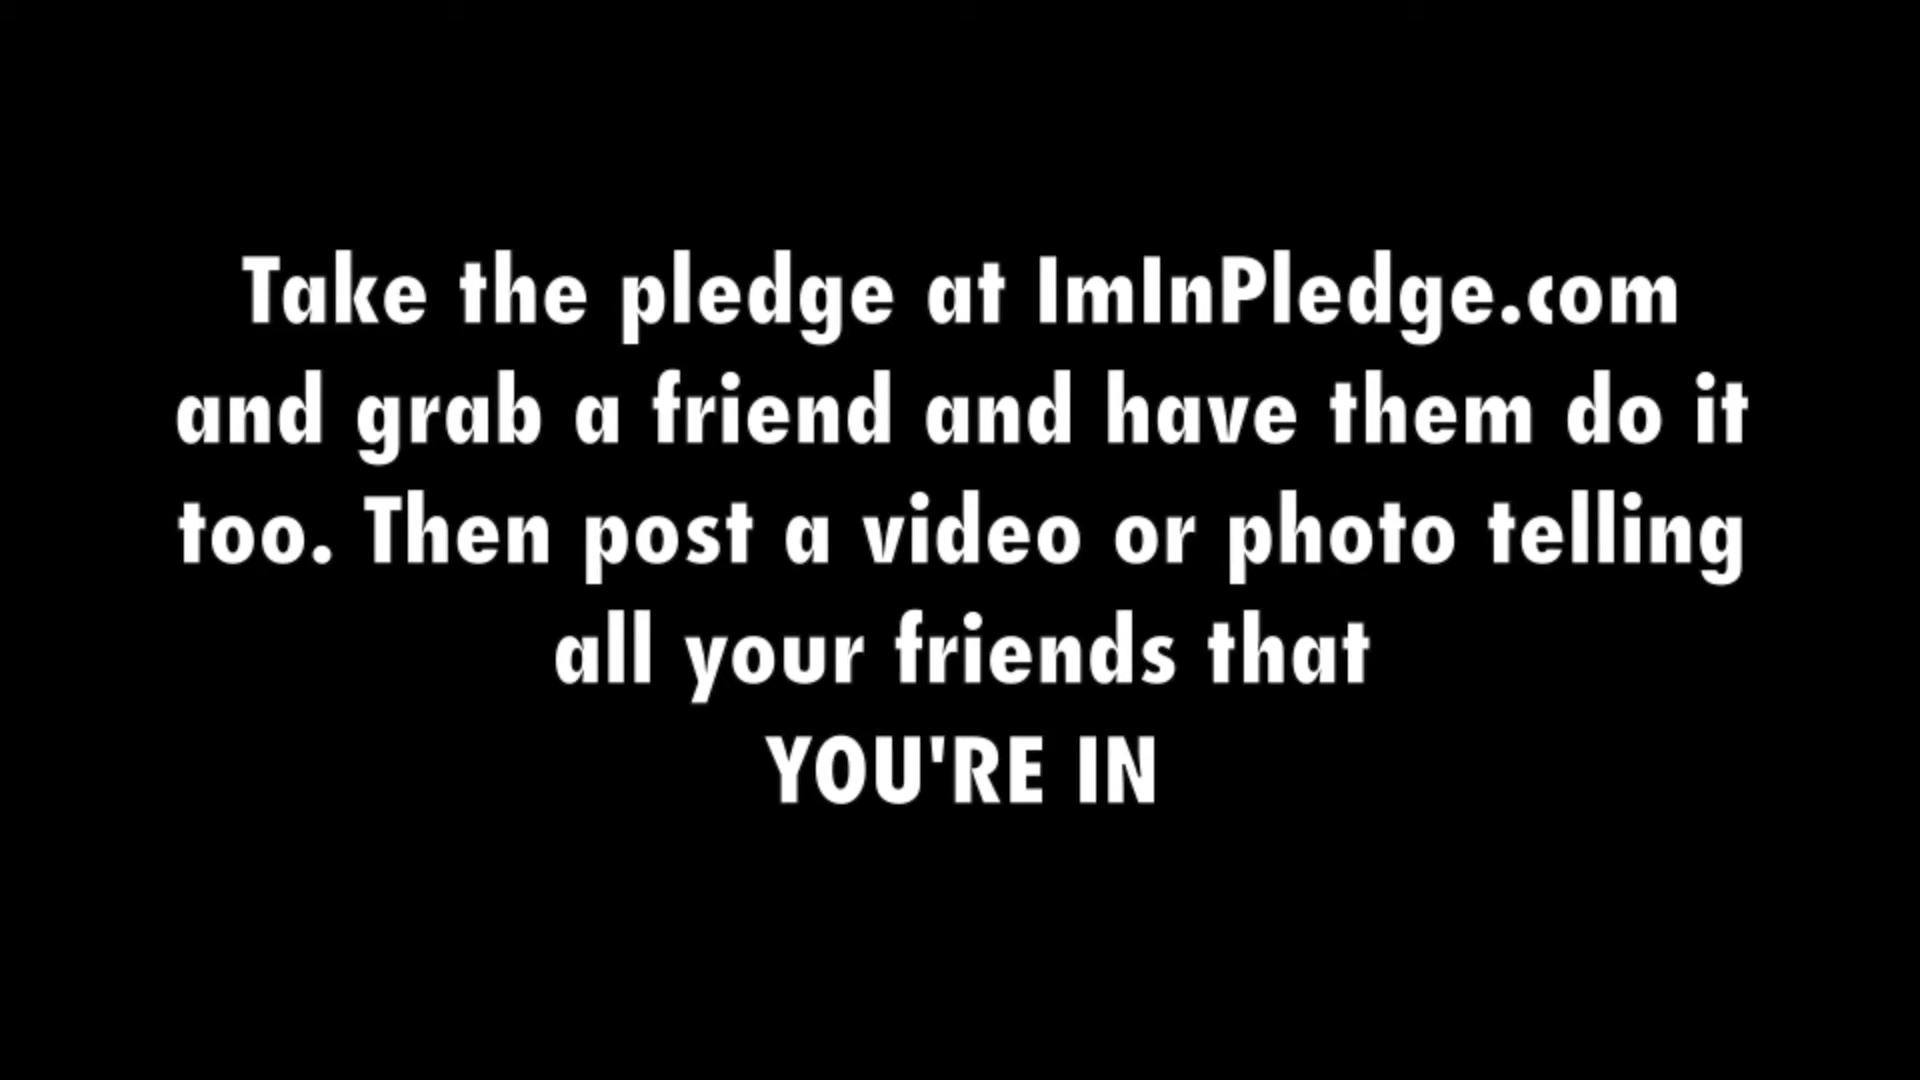 Take the pledge at ImInPledge.com
and grab a friend and have them do it
too. Then post a video or photo telling
all your friends that
YOU'RE IN